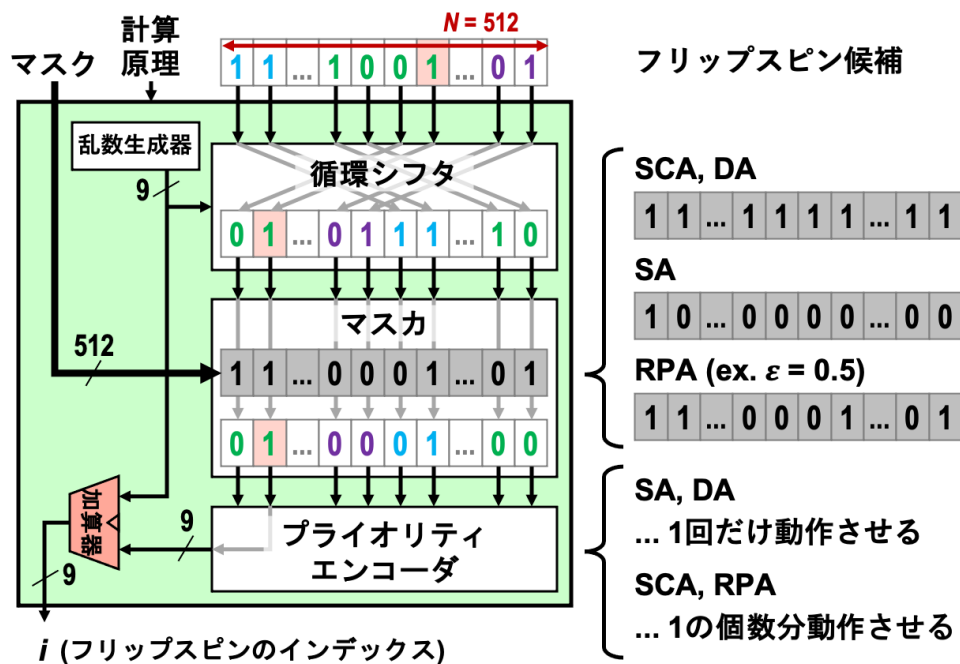 マスク
計算
原理
N = 512
1 1 ... 1 0 0 1 ... 0 1
フリップスピン候補
乱数生成器
9
循環シフタ
0 1 ... 0 1 1 1 ... 1 0
SCA, DA
1 1 ... 1 1 1 1 ... 1 1
SA
1 0 ... 0 0 0 0 ... 0 0
RPA (ex. ε = 0.5)
1 1 ... 0 0 0 1 ... 0 1
マスカ
512
1 1 ... 0 0 0 1 ... 0 1
0 1 ... 0 0 0 1 ... 0 0
プライオリティ
エンコーダ
9
加算器
9
i (フリップスピンのインデックス)
SA, DA
... 1回だけ動作させる
SCA, RPA
... 1の個数分動作させる